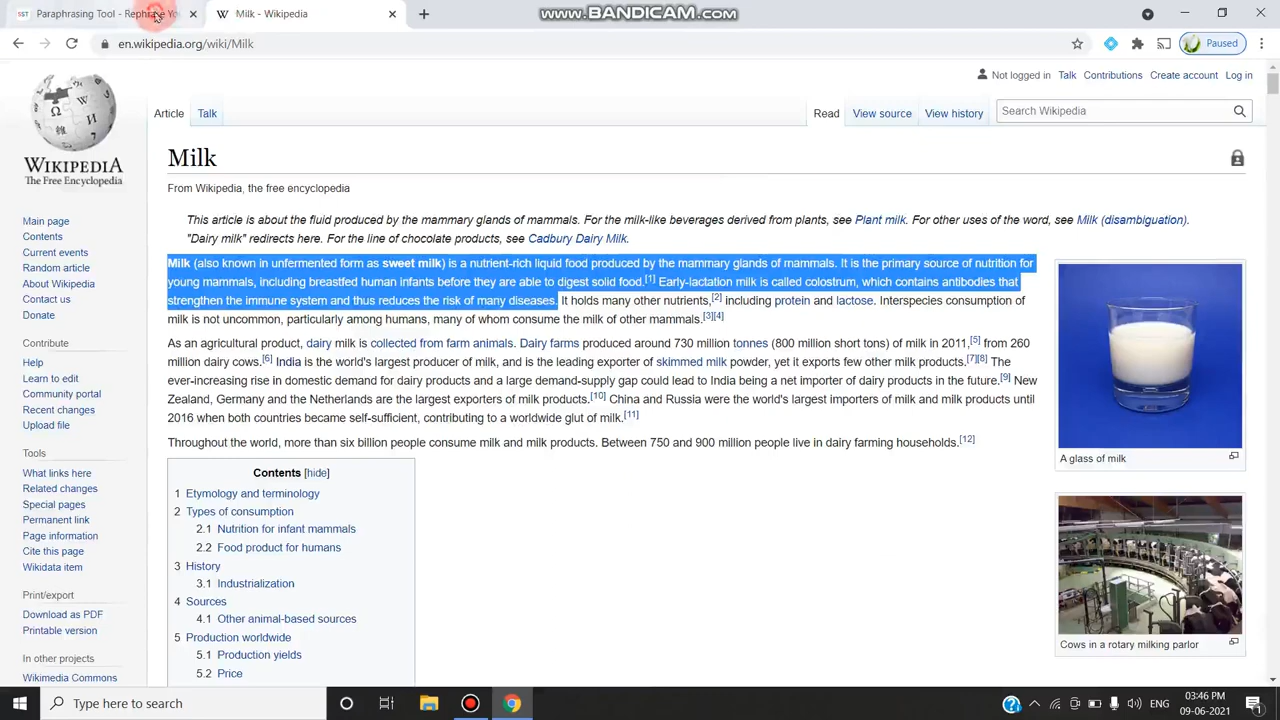 SST Paraphrasing Tool - Rephrase Yo
Milk - Wikipedia
www.BANDICAM.com
en.wikipedia.org/wiki/Milk
Paused
Not logged in Talk Contributions Create account Log in
Article Talk
Read View source View history
Search Wikipedia
WIKIPEDIA
The Free Encyclopedia
Main page
Contents
Current events
Random article
About Wikipedia
Contact us
Donate
Contribute
Help
Learn to edit
Community portal
Recent changes
Upload file
Tools
What links here
Related changes
Special pages
Permanent link
Page information
Cite this page
Wikidata item
Print/export
Download as PDF
Printable version
In other projects
Wikimedia Commons
Milk
From Wikipedia, the free encyclopedia
This article is about the fluid produced by the mammary glands of mammals. For the milk-like beverages derived from plants, see Plant milk. For other uses of the word, see Milk (disambiguation).
"Dairy milk" redirects here. For the line of chocolate products, see Cadbury Dairy Milk.
Milk (also known in unfermented form as sweet milk) is a nutrient-rich liquid food produced by the mammary glands of mammals. It is the primary source of nutrition for
young mammals, including breastfed human infants before they are able to digest solid food.[1] Early-lactation milk is called colostrum, which contains antibodies that
strengthen the immune system and thus reduces the risk of many diseases. It holds many other nutrients,[2] including protein and lactose. Interspecies consumption of
milk is not uncommon, particularly among humans, many of whom consume the milk of other mammals.[3][4]
As an agricultural product, dairy milk is collected from farm animals. Dairy farms produced around 730 million tonnes (800 million short tons) of milk in 2011,[5] from 260
million dairy cows.[6] India is the world's largest producer of milk, and is the leading exporter of skimmed milk powder, yet it exports few other milk products.[7][8] The
ever-increasing rise in domestic demand for dairy products and a large demand-supply gap could lead to India being a net importer of dairy products in the future.[9] New
Zealand, Germany and the Netherlands are the largest exporters of milk products.[10] China and Russia were the world's largest importers of milk and milk products until
2016 when both countries became self-sufficient, contributing to a worldwide glut of milk.[11]
Throughout the world, more than six billion people consume milk and milk products. Between 750 and 900 million people live in dairy farming households.[12]
Contents [hide]
1 Etymology and terminology
2 Types of consumption
2.1 Nutrition for infant mammals
2.2 Food product for humans
3 History
3.1 Industrialization
4 Sources
4.1 Other animal-based sources
5 Production worldwide
5.1 Production yields
5.2 Price
A glass of milk
Cows in a rotary milking parlor
Type here to search
ENG
03:46 PM
09-06-2021